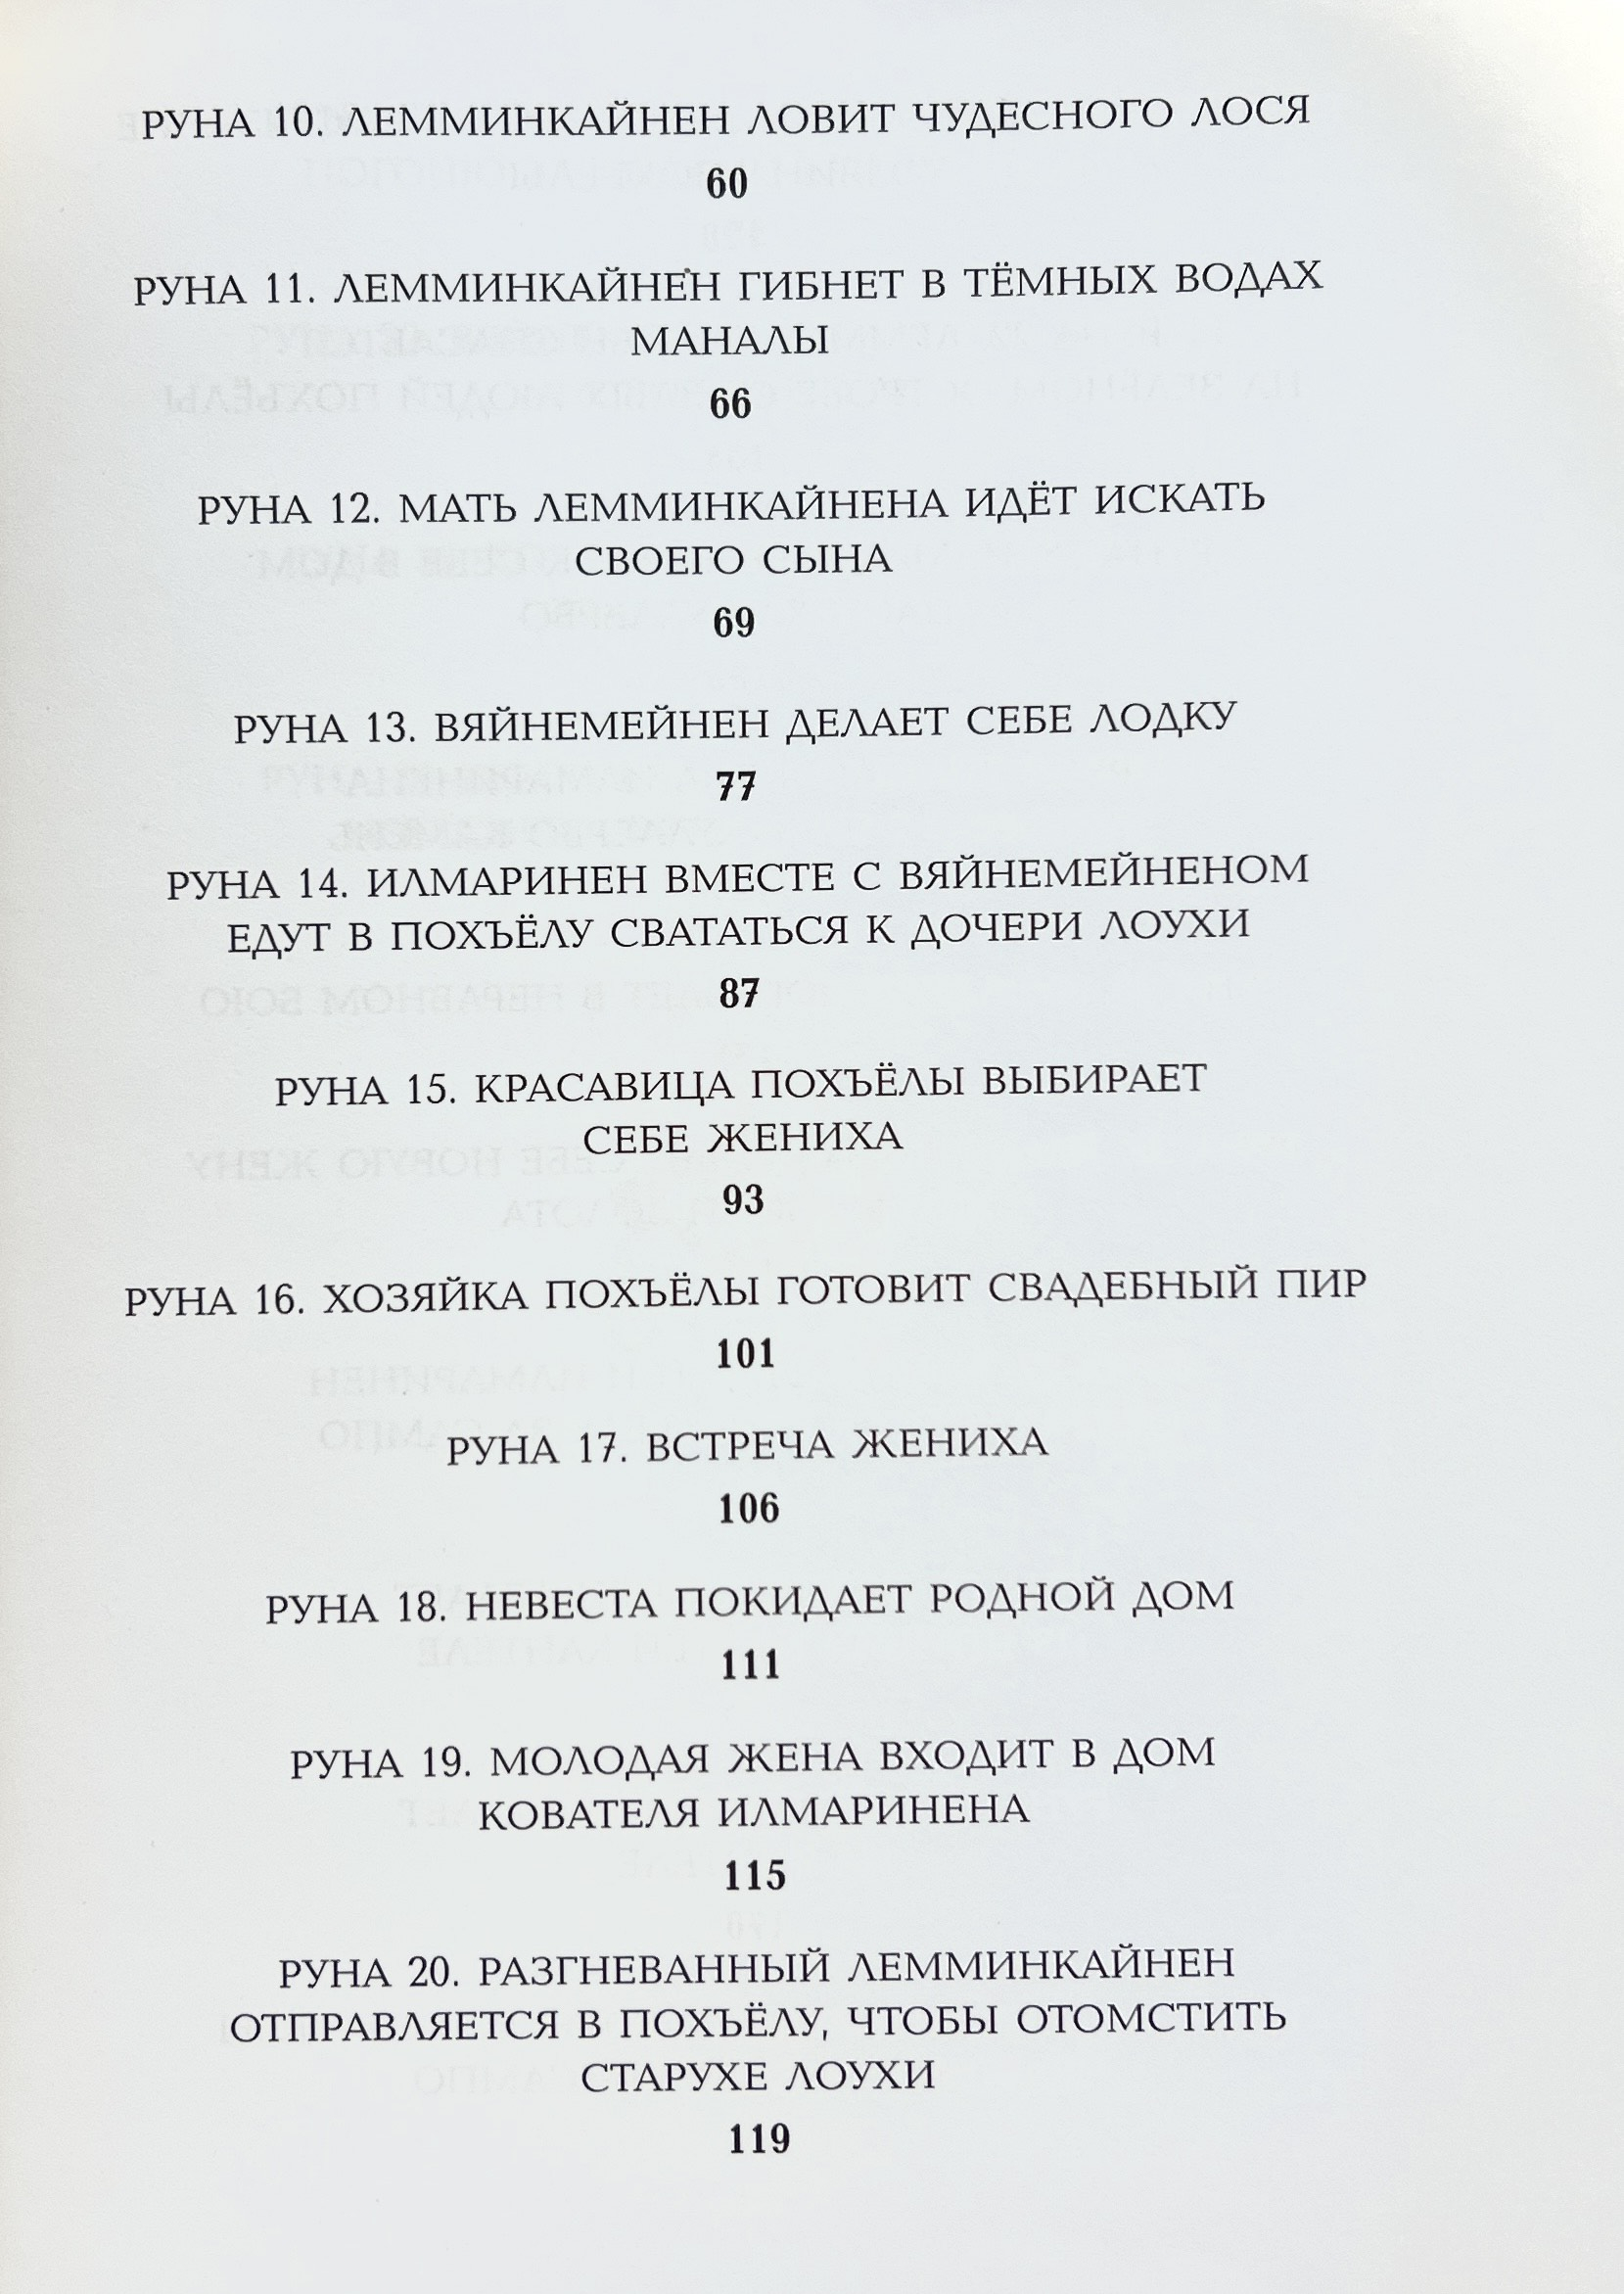 РУНА 10. ЛЕММИНКАЙНЕН ЛОВИТ ЧУДЕСНОГО ЛОСЯ
60
РУНА 11. ЛЕММИНКАЙНЕН ГИБНЕТ В ТЁМНЫХ ВОДАХ
МАНАЛЫ
66
РУНА 12. МАТЬ ЛЕММИНКАЙНЕНА ИДЁТ ИСКАТЬ
СВОЕГО СЫНА
69
РУНА 13. ВЯЙНЕМЕЙНЕН ДЕЛАЕТ СЕБЕ ЛОДКУ
77
РУНА 14. ИЛМАРИНЕН ВМЕСТЕ С ВЯЙНЕМЕЙНЕНОМ
ЕДУТ В ПОХЪЁЛУ СВАТАТЬСЯ К ДОЧЕРИ ЛОУХИ
87
РУНА 15. КРАСАВИЦА ПОХЪЁЛЫ ВЫБИРАЕТ
СЕБЕ ЖЕНИХА
93
РУНА 16. ХОЗЯЙКА ПОХЪЁЛЫ ГОТОВИТ СВАДЕБНЫЙ ПИР
101
РУНА 17. ВСТРЕЧА ЖЕНИХА
106
РУНА 18. НЕВЕСТА ПОКИДАЕТ РОДНОЙ ДОМ
111
РУНА 19. МОЛОДАЯ ЖЕНА ВХОДИТ В ДОМ
КОВАТЕЛЯ ИЛМАРИНЕНА
115
РУНА 20. РАЗГНЕВАННЫЙ ЛЕММИНКАЙНЕН
ОТПРАВЛЯЕТСЯ В ПОХЪЁЛУ, ЧТОБЫ ОТОМСТИТЬ
СТАРУХЕ ЛОУХИ
119